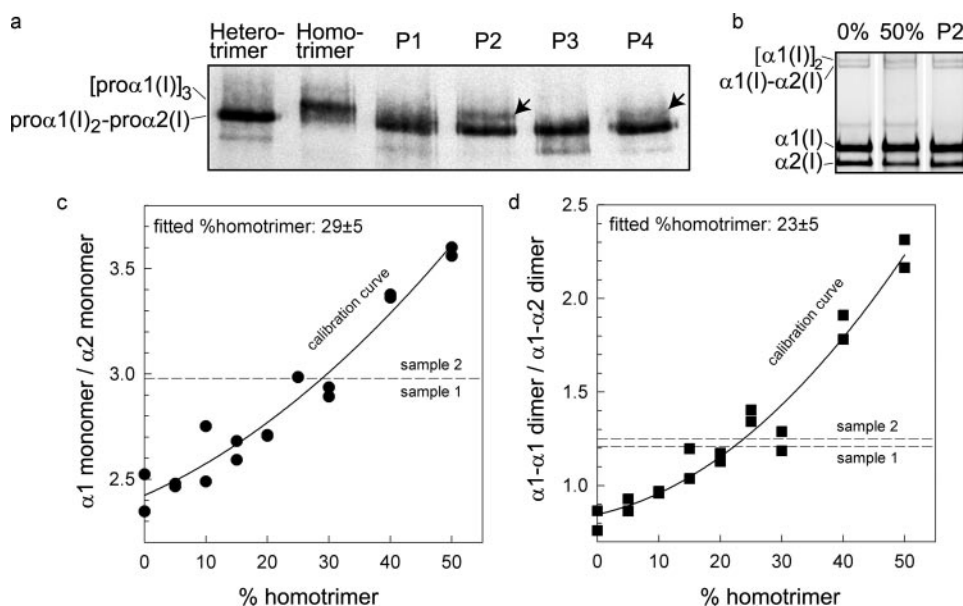 a
Hetero-
trimer
Homo-
trimer
P1
P2
P3
P4
[proα1(I)]₃
proα1(I)₂-proα2(I)
b
0% 50% P2
[α1(I)]₂
α1(I)-α2(I)
α1(I)
α2(I)
c
fitted %homotrimer: 29±5
calibration curve
sample 2
sample 1
3.5
3.0
2.5
α1 monomer / α2 monomer
0 10 20 30 40 50
% homotrimer
d
fitted %homotrimer: 23±5
calibration curve
sample 2
sample 1
2.5
2.0
1.5
1.0
α1-α1 dimer / α1-α2 dimer
0 10 20 30 40 50
% homotrimer